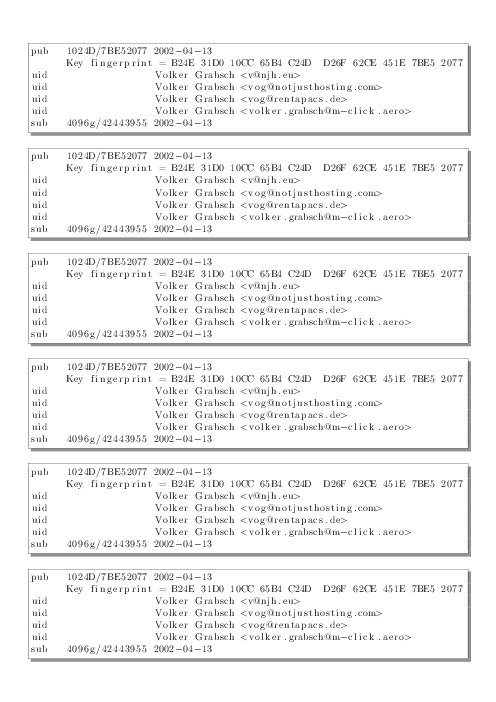 pub 1024D/7BE52077 2002-04-13
Key fingerprint = B24E 31D0 10CC 65B4 C24D D26F 62CE 451E 7BE5 2077
uid Volker Grabsch <v@njh.eu>
uid Volker Grabsch <vog@notjusthosting.com>
uid Volker Grabsch <vog@rentapacs.de>
uid Volker Grabsch <volker.grabsch@m-click.aero>
sub 4096g/42443955 2002-04-13
pub 1024D/7BE52077 2002-04-13
Key fingerprint = B24E 31D0 10CC 65B4 C24D D26F 62CE 451E 7BE5 2077
uid Volker Grabsch <v@njh.eu>
uid Volker Grabsch <vog@notjusthosting.com>
uid Volker Grabsch <vog@rentapacs.de>
uid Volker Grabsch <volker.grabsch@m-click.aero>
sub 4096g/42443955 2002-04-13
pub 1024D/7BE52077 2002-04-13
Key fingerprint = B24E 31D0 10CC 65B4 C24D D26F 62CE 451E 7BE5 2077
uid Volker Grabsch <v@njh.eu>
uid Volker Grabsch <vog@notjusthosting.com>
uid Volker Grabsch <vog@rentapacs.de>
uid Volker Grabsch <volker.grabsch@m-click.aero>
sub 4096g/42443955 2002-04-13
pub 1024D/7BE52077 2002-04-13
Key fingerprint = B24E 31D0 10CC 65B4 C24D D26F 62CE 451E 7BE5 2077
uid Volker Grabsch <v@njh.eu>
uid Volker Grabsch <vog@notjusthosting.com>
uid Volker Grabsch <vog@rentapacs.de>
uid Volker Grabsch <volker.grabsch@m-click.aero>
sub 4096g/42443955 2002-04-13
pub 1024D/7BE52077 2002-04-13
Key fingerprint = B24E 31D0 10CC 65B4 C24D D26F 62CE 451E 7BE5 2077
uid Volker Grabsch <v@njh.eu>
uid Volker Grabsch <vog@notjusthosting.com>
uid Volker Grabsch <vog@rentapacs.de>
uid Volker Grabsch <volker.grabsch@m-click.aero>
sub 4096g/42443955 2002-04-13
pub 1024D/7BE52077 2002-04-13
Key fingerprint = B24E 31D0 10CC 65B4 C24D D26F 62CE 451E 7BE5 2077
uid Volker Grabsch <v@njh.eu>
uid Volker Grabsch <vog@notjusthosting.com>
uid Volker Grabsch <vog@rentapacs.de>
uid Volker Grabsch <volker.grabsch@m-click.aero>
sub 4096g/42443955 2002-04-13